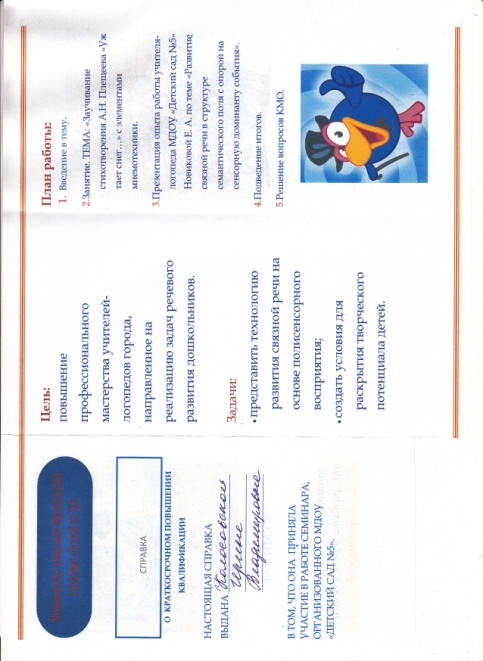 СПРАВКА
О КРАТКОСРОЧНОМ ПОВЫШЕНИИ
КВАЛИФИКАЦИИ
НАСТОЯЩАЯ СПРАВКА
ВЫДАНА Колосовской
Ирине
Владимировне
В ТОМ, ЧТО ОНА ПРИНЯЛА
УЧАСТИЕ В РАБОТЕ СЕМИНАРА,
ОРГАНИЗОВАННОГО МДОУ
«ДЕТСКИЙ САД №5».
Цель:
повышение
профессионального
мастерства учителей-
логопедов города,
направленное на
реализацию задач речевого
развития дошкольников.
Задачи:
•представить технологию
развития связной речи на
основе полисенсорного
восприятия;
•создать условия для
раскрытия творческого
потенциала детей.
План работы:
1. Введение в тему.
2.Занятие. ТЕМА: «Заучивание
стихотворения А.Н. Плещеева «Уж
тает снег…» с элементами
мнемотехники.
3.Презентация опыта работы учителя-
логопеда МДОУ «Детский сад №5»
Новиковой Е. А. по теме «Развитие
связной речи в структуре
семантического поля с опорой на
сенсорную доминанту события».
4.Подведение итогов.
5.Решение вопросов КМО.